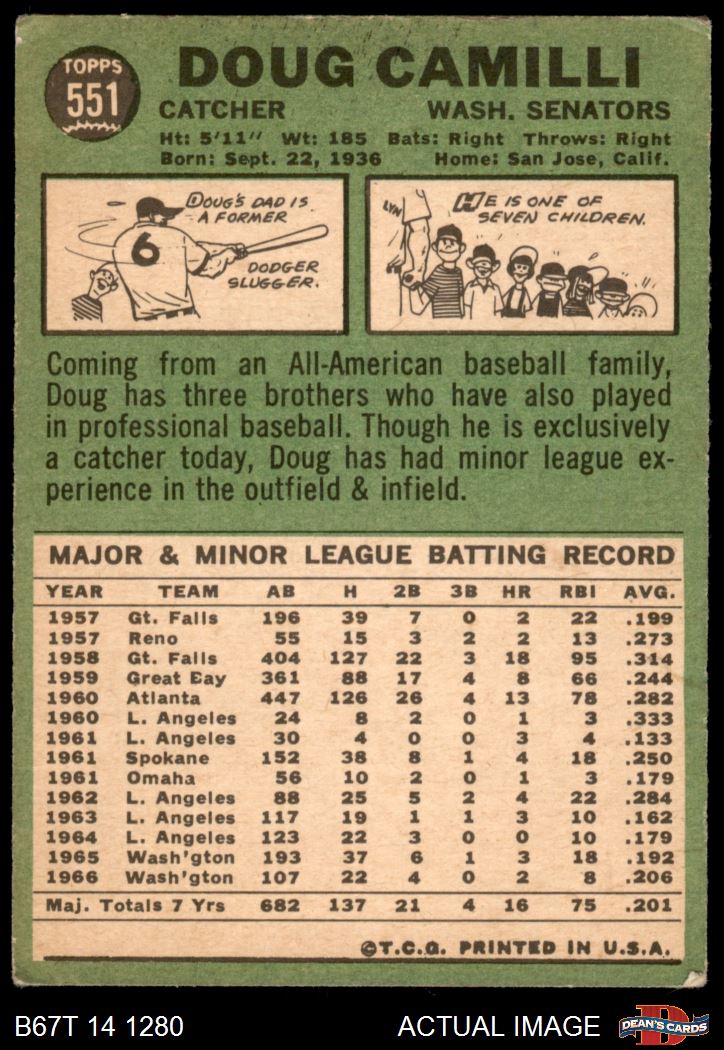 TOPPS
551
DOUG CAMILLI
CATCHER WASH. SENATORS
Ht: 5'11" Wt: 185 Bats: Right Throws: Right
Born: Sept. 22, 1936 Home: San Jose, Calif.
DOUG'S DAD IS
A FORMER
6
DODGER
SLUGGER.
LYN
HE IS ONE OF
SEVEN CHILDREN.
Coming from an All-American baseball family,
Doug has three brothers who have also played
in professional baseball. Though he is exclusively
a catcher today, Doug has had minor league ex-
perience in the outfield & infield.
MAJOR & MINOR LEAGUE BATTING RECORD
YEAR TEAM AB H 2B 3B HR RBI AVG.
1957 Gt. Falls 196 39 7 0 2 22 .199
1957 Reno 55 15 3 2 2 13 .273
1958 Gt. Falls 404 127 22 3 18 95 .314
1959 Great Bay 361 88 17 4 8 66 .244
1960 Atlanta 447 126 26 4 13 78 .282
1960 L. Angeles 24 8 2 0 1 3 .333
1961 L. Angeles 30 4 0 0 3 4 .133
1961 Spokane 152 38 8 1 4 18 .250
1961 Omaha 56 10 2 0 1 3 .179
1962 L. Angeles 88 25 5 2 4 22 .284
1963 L. Angeles 117 19 1 1 3 10 .162
1964 L. Angeles 123 22 3 0 0 10 .179
1965 Wash'gton 193 37 6 1 3 18 .192
1966 Wash'gton 107 22 4 0 2 8 .206
Maj. Totals 7 Yrs 682 137 21 4 16 75 .201
©T.C.G. PRINTED IN U.S.A.
B67T 14 1280 ACTUAL IMAGE
D
DEAN'S CARDS